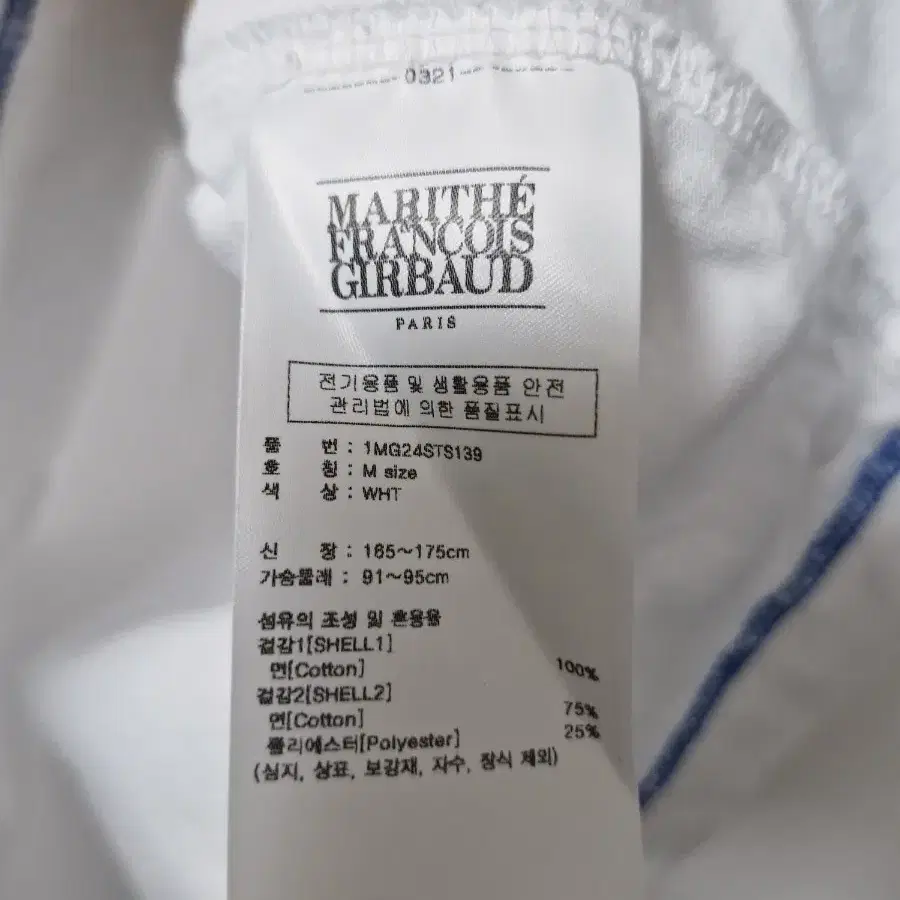 0321
MARITHÉ
FRANÇOIS
GIRBAUD
PARIS
전기용품 및 생활용품 안전
관리법에 의한 품질표시
품 번 : 1MG24STS139
호 칭 : M size
색 상 : WHT
신 장 : 165~175cm
가슴둘레 : 91~95cm
섬유의 조성 및 혼용율
겉감1[SHELL1]
면[Cotton] 100%
겉감2[SHELL2]
면[Cotton] 75%
폴리에스터[Polyester] 25%
(심지, 상표, 보강재, 자수, 장식 제외)